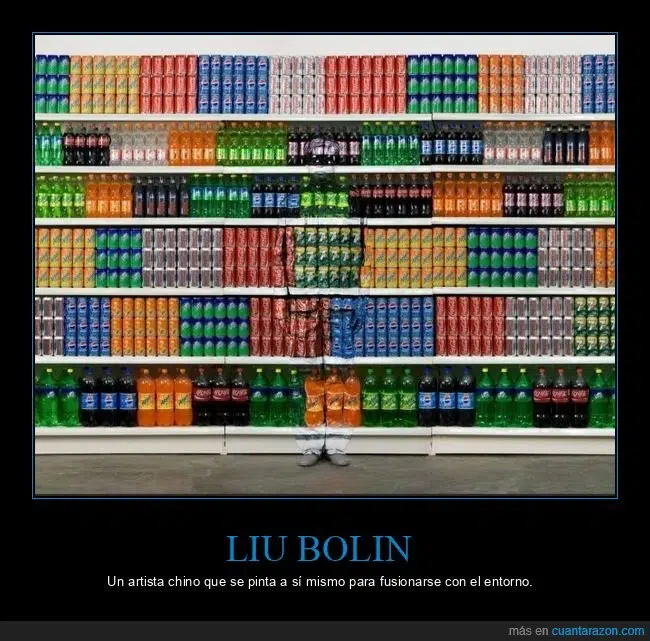 LIU BOLIN
Un artista chino que se pinta a sí mismo para fusionarse con el entorno.
más en cuantarazon.com